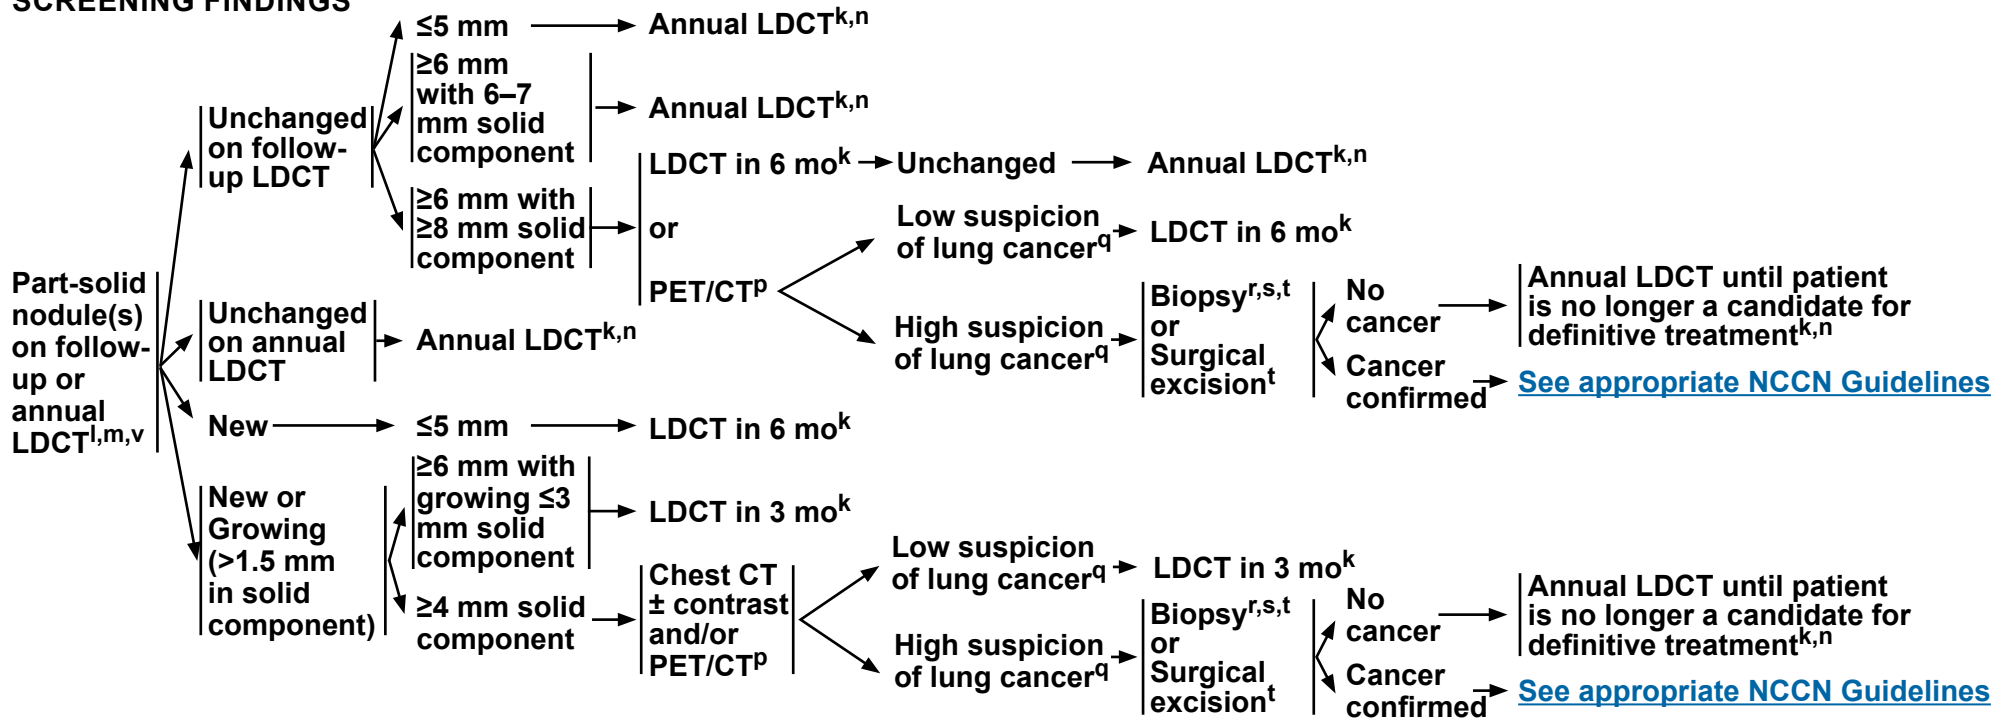 SCREENING FINDINGS
Part-solid
nodule(s)
on follow-
up or
annual
LDCTl,m,v
Unchanged
on follow-
up LDCT
≤5 mm
Annual LDCTk,n
≥6 mm
with 6–7
mm solid
component
Annual LDCTk,n
≥6 mm with
≥8 mm solid
component
LDCT in 6 mok
Unchanged
Annual LDCTk,n
or
PET/CTp
Low suspicion
of lung cancerq
LDCT in 6 mok
High suspicion
of lung cancerq
Biopsyr,s,t
or
Surgical
excisiont
No
cancer
Annual LDCT until patient
is no longer a candidate for
definitive treatmentk,n
Cancer
confirmed
See appropriate NCCN Guidelines
Unchanged
on annual
LDCT
Annual LDCTk,n
New
≤5 mm
LDCT in 6 mok
New or
Growing
(>1.5 mm
in solid
component)
≥6 mm with
growing ≤3
mm solid
component
LDCT in 3 mok
≥4 mm solid
component
Chest CT
± contrast
and/or
PET/CTp
Low suspicion
of lung cancerq
LDCT in 3 mok
High suspicion
of lung cancerq
Biopsyr,s,t
or
Surgical
excisiont
No
cancer
Annual LDCT until patient
is no longer a candidate for
definitive treatmentk,n
Cancer
confirmed
See appropriate NCCN Guidelines